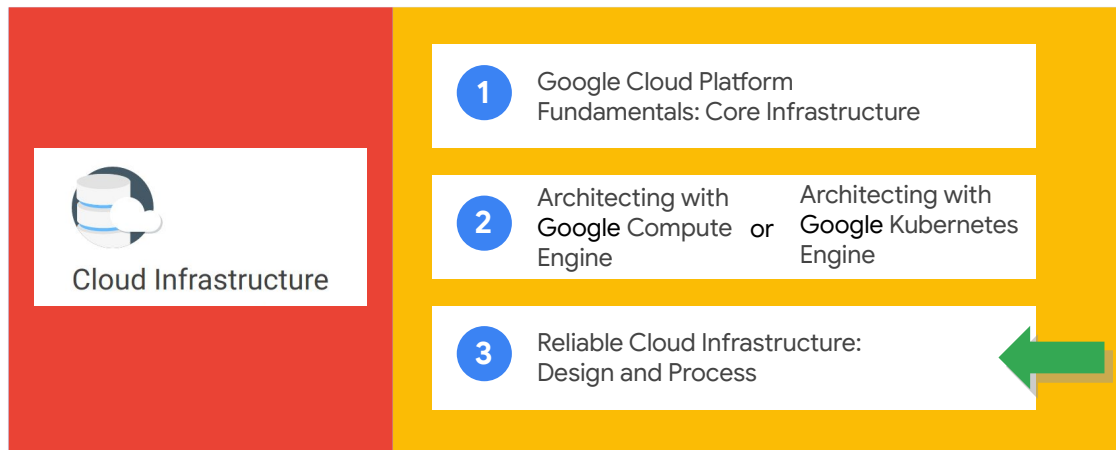 Cloud Infrastructure
1
Google Cloud Platform
Fundamentals: Core Infrastructure
2
Architecting with
Google Compute
Engine
or
Architecting with
Google Kubernetes
Engine
3
Reliable Cloud Infrastructure:
Design and Process